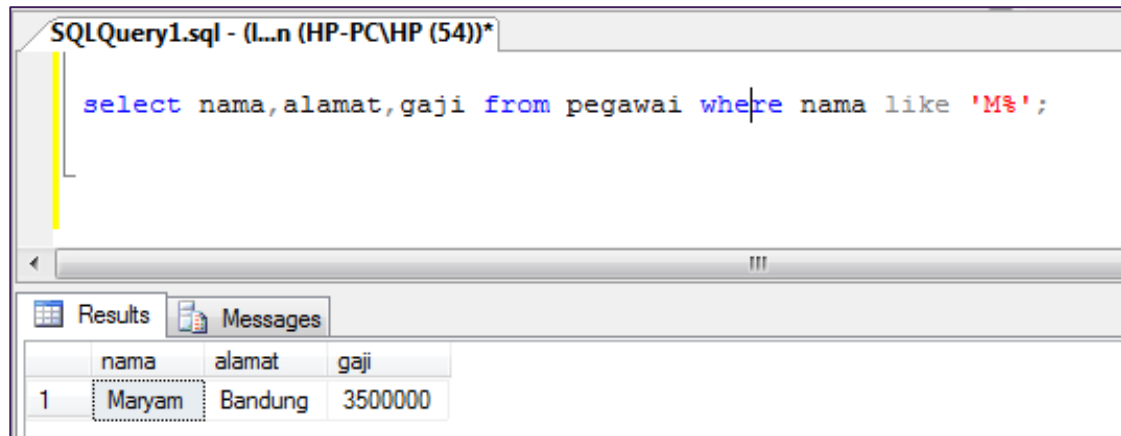 SQLQuery1.sql - (l...n (HP-PC\HP (54))*
select nama,alamat,gaji from pegawai where nama like 'M%';
Results Messages
nama alamat gaji
1 Maryam Bandung 3500000